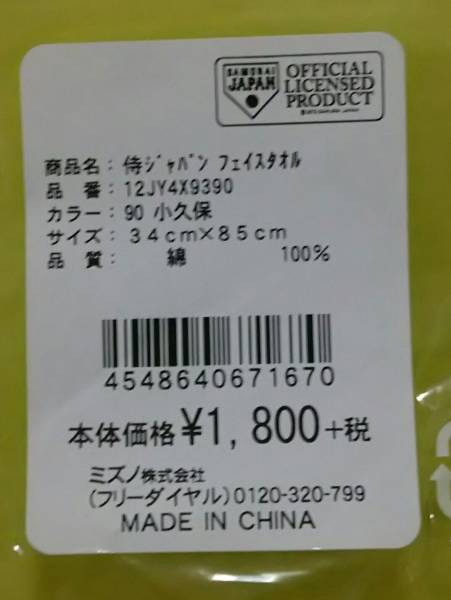 SAMURAI
JAPAN
OFFICIAL
LICENSED
PRODUCT
商品名：侍ｼﾞｬﾊﾟﾝ ﾌｪｲｽﾀｵﾙ
品 番：12JY4X9390
カラー：90 小久保
サイズ：34cm×85cm
品 質： 綿 100%
4548640671670
本体価格¥1,800+税
ミズノ株式会社
(フリーダイヤル)0120-320-799
MADE IN CHINA